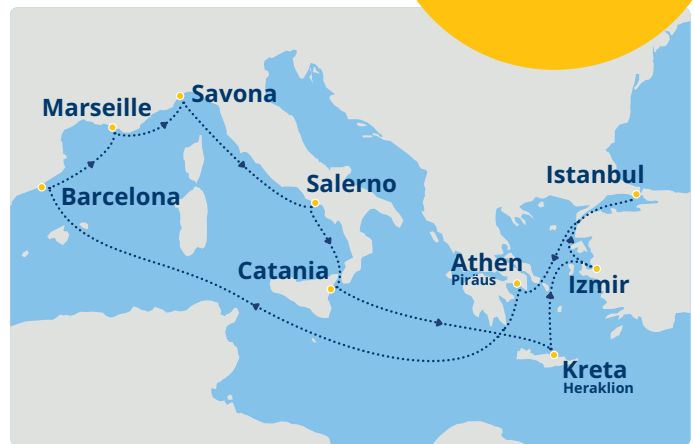 Savona
Marseille
Istanbul
Salerno
Barcelona
Athen
Piräus
Catania
Izmir
Kreta
Heraklion